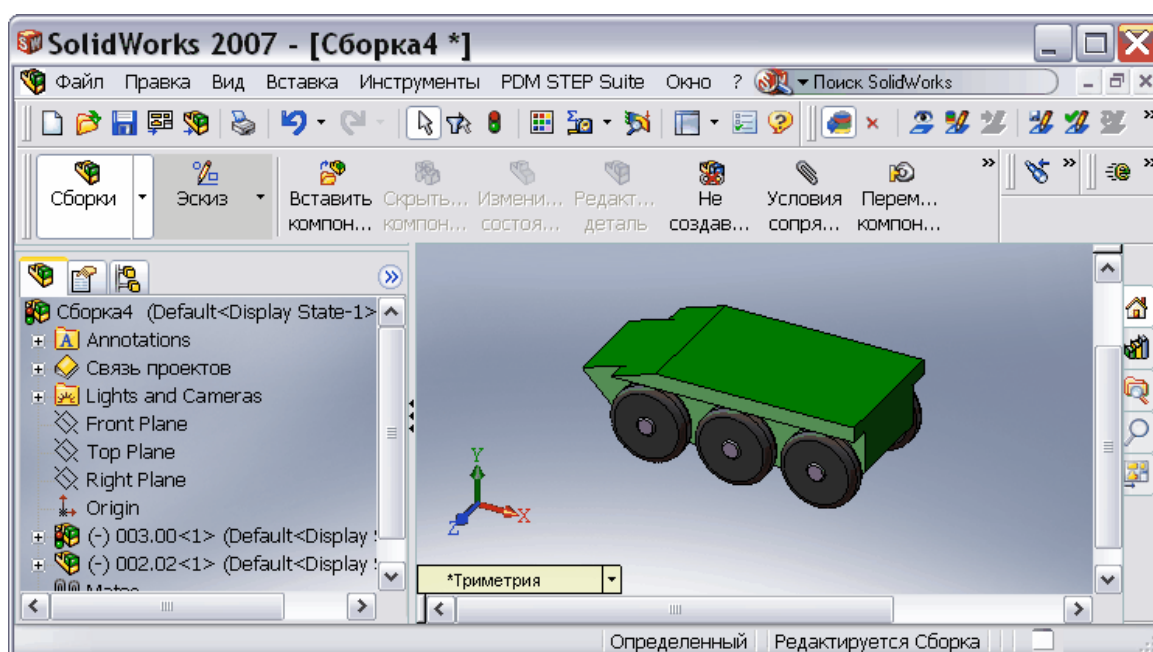 SolidWorks 2007 - [Сборка4 *]
Файл Правка Вид Вставка Инструменты PDM STEP Suite Окно ? Поиск SolidWorks
Сборки Эскиз Вставить компон... Скрыть... компон... Измени... состоя... Редакт... деталь Не создав... Условия сопря... Перем... компон...
Сборка4 (Default<Display State-1>
Annotations
Связь проектов
Lights and Cameras
Front Plane
Top Plane
Right Plane
Origin
(-) 003.00<1> (Default<Display
(-) 002.02<1> (Default<Display
Y
X
Z
*Триметрия
Определенный Редактируется Сборка